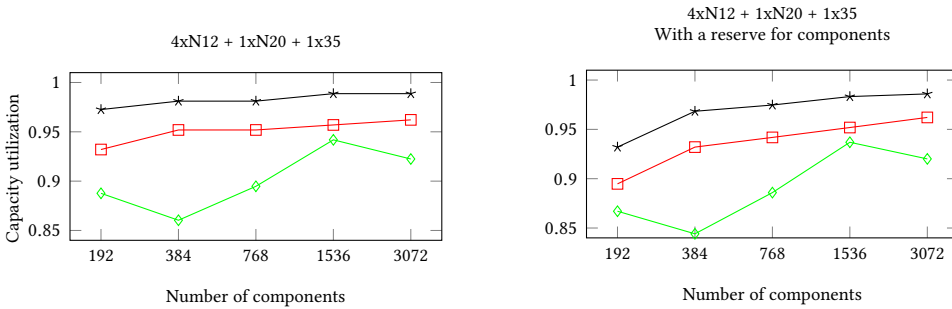 4xN12 + 1xN20 + 1x35
Capacity utilization
1
0.95
0.9
0.85
192 384 768 1536 3072
Number of components
4xN12 + 1xN20 + 1x35
With a reserve for components
1
0.95
0.9
0.85
192 384 768 1536 3072
Number of components